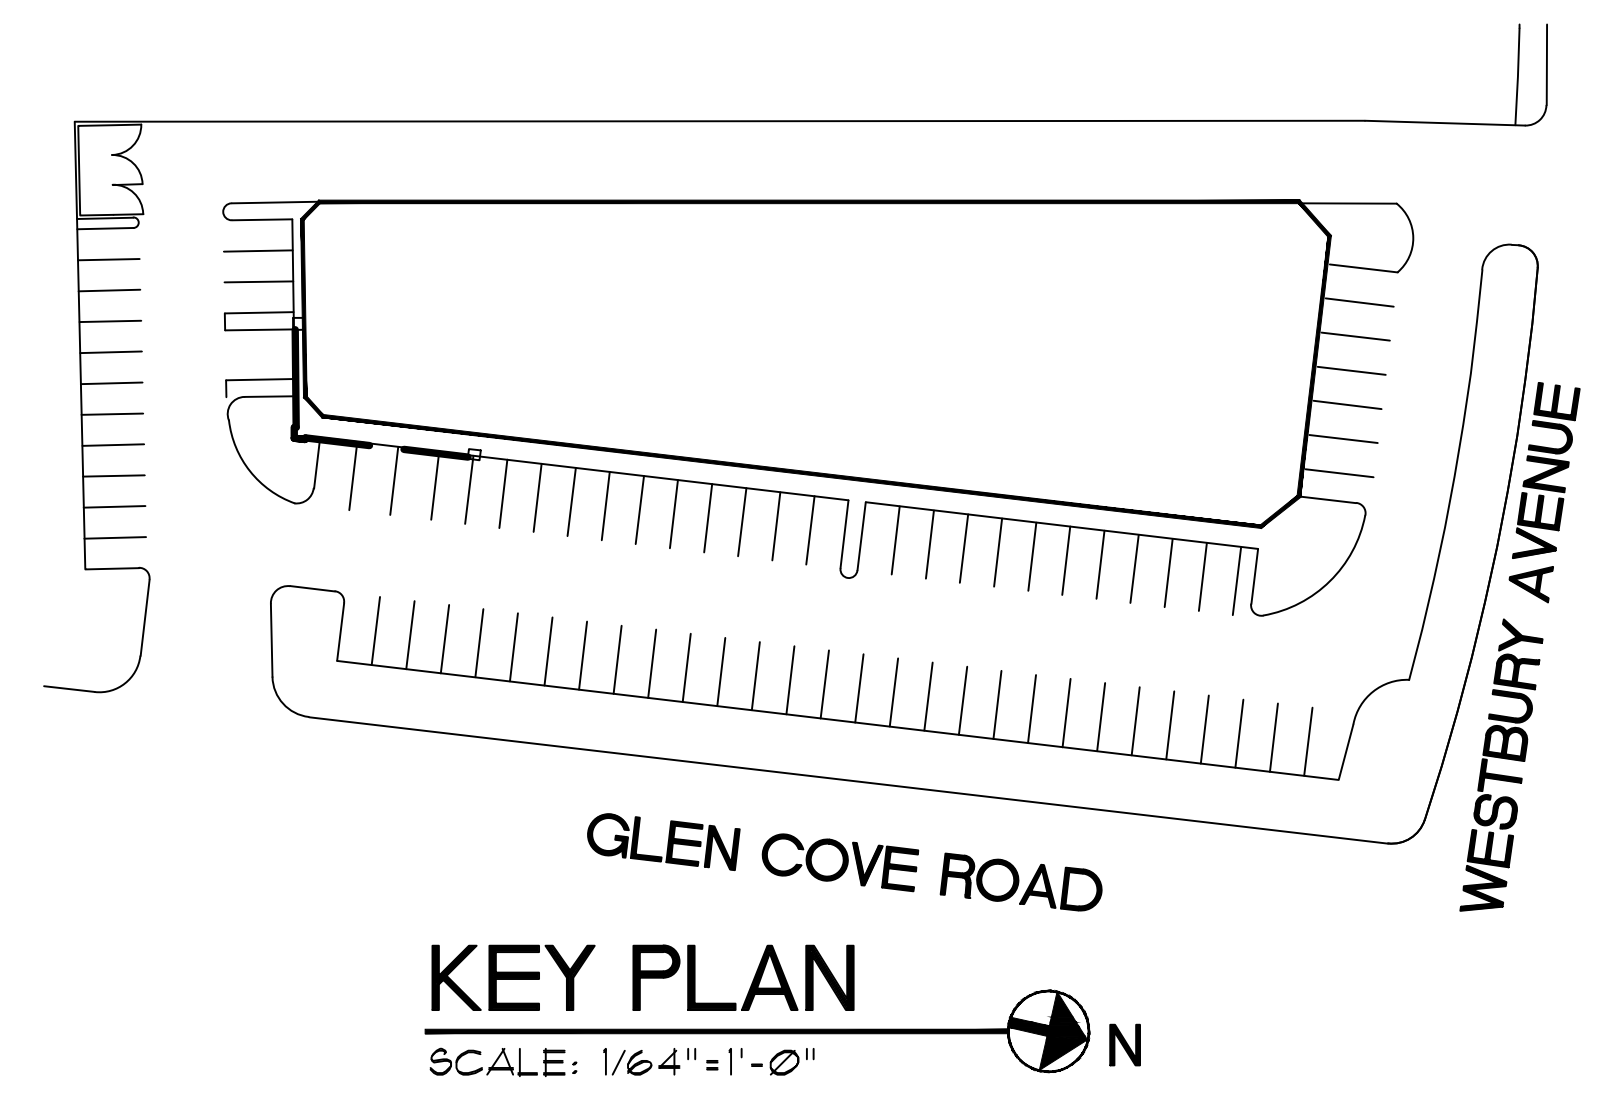 WESTBURY AVENUE
GLEN COVE ROAD
KEY PLAN
N
SCALE: 1/64"=1'-0"